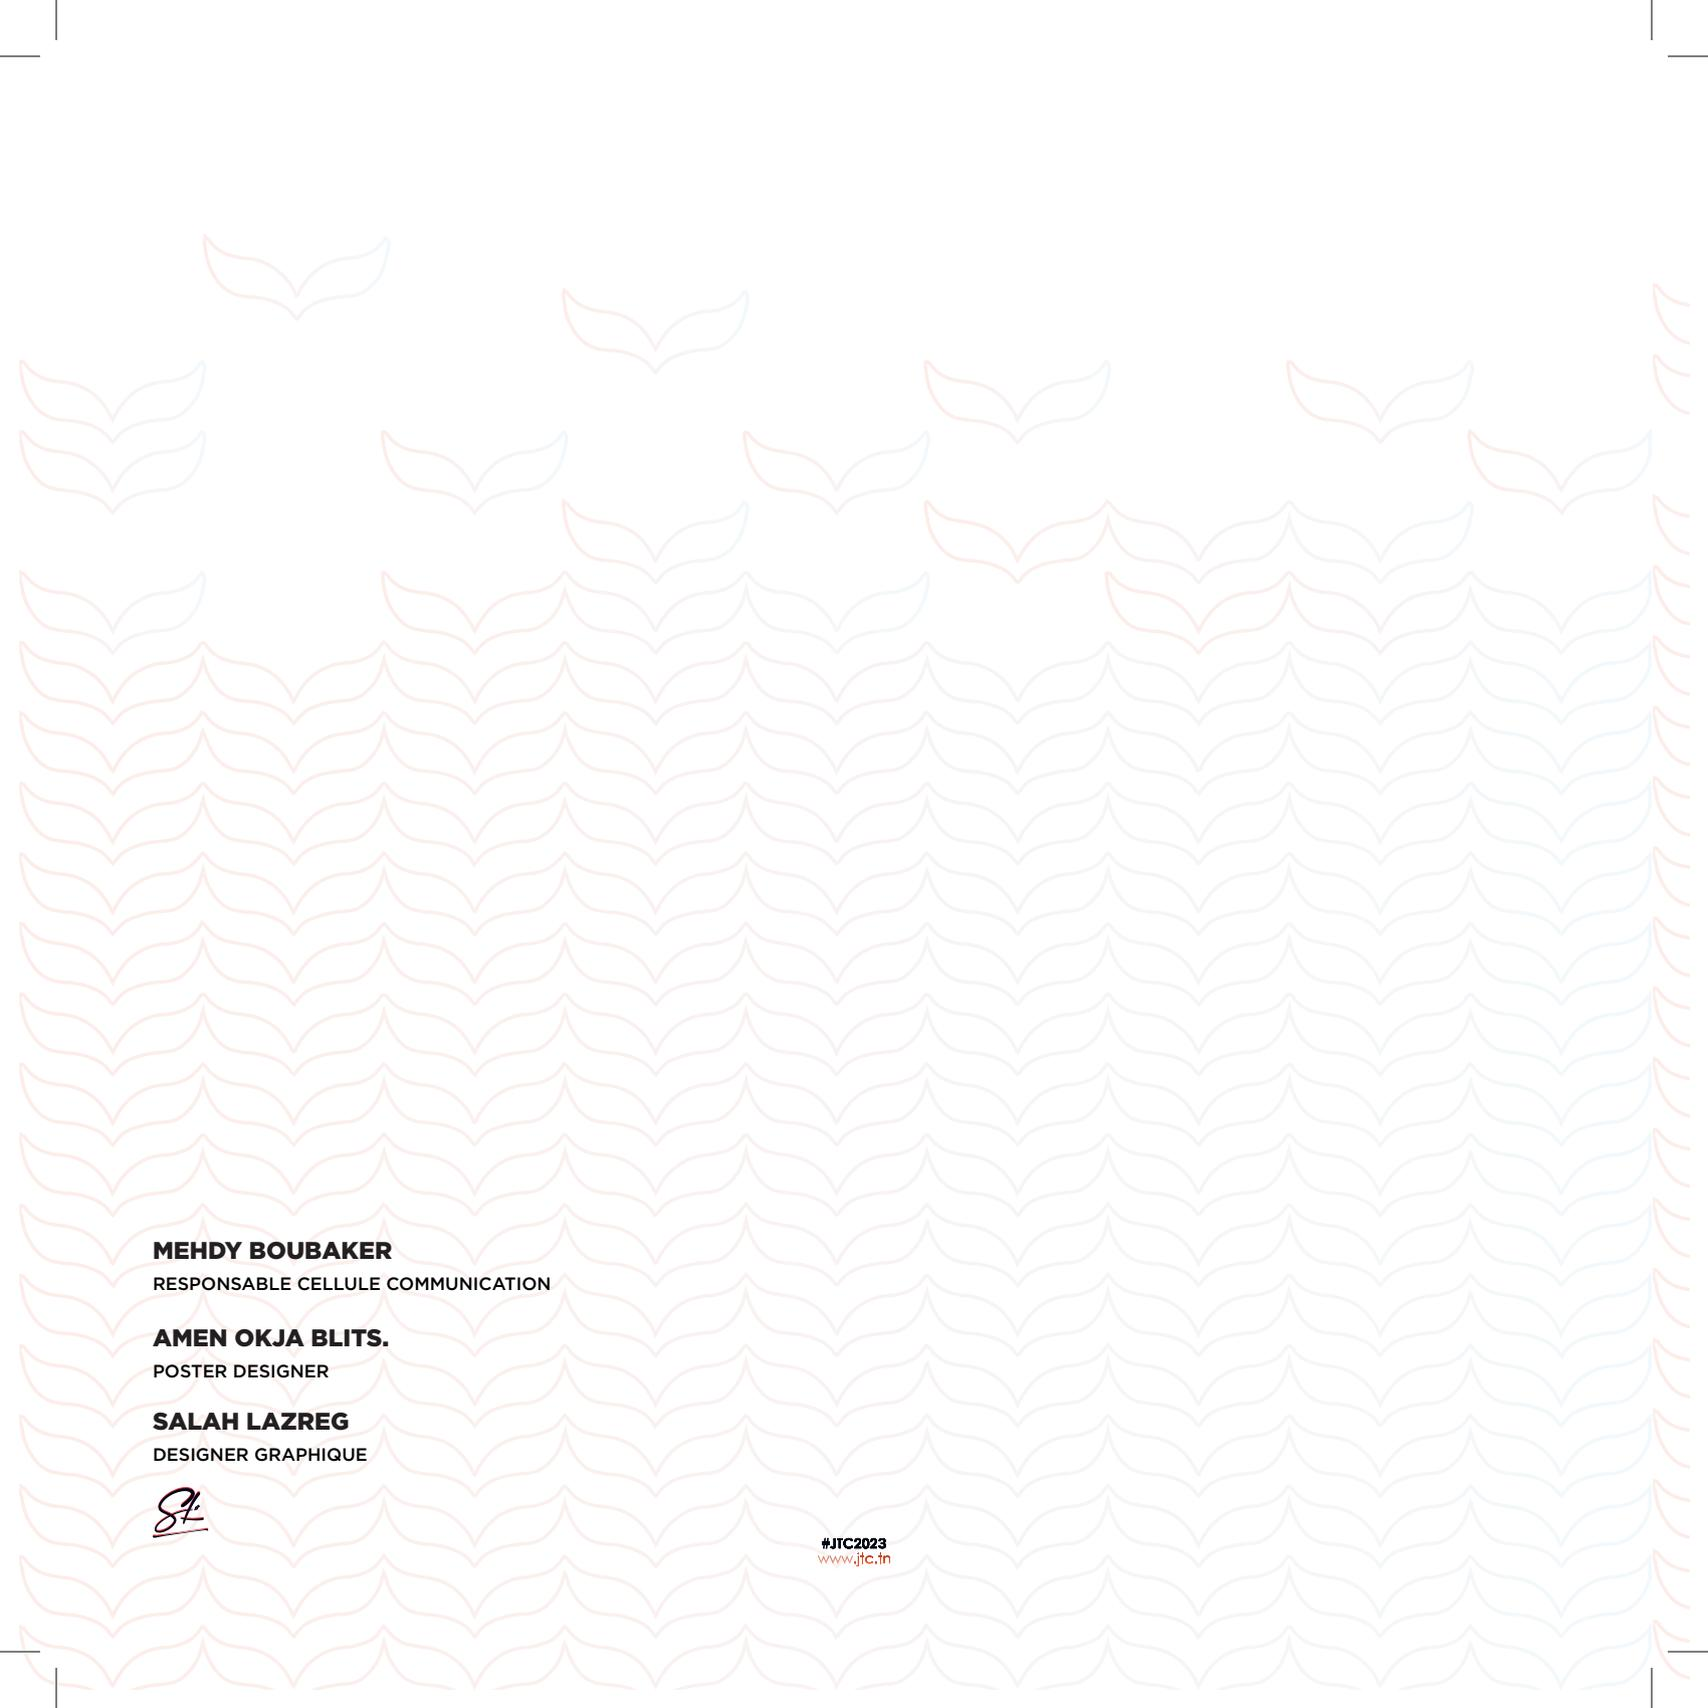 MEHDY BOUBAKER
RESPONSABLE CELLULE COMMUNICATION
AMEN OKJA BLITS.
POSTER DESIGNER
SALAH LAZREG
DESIGNER GRAPHIQUE
#JTC2023
www.jtc.tn